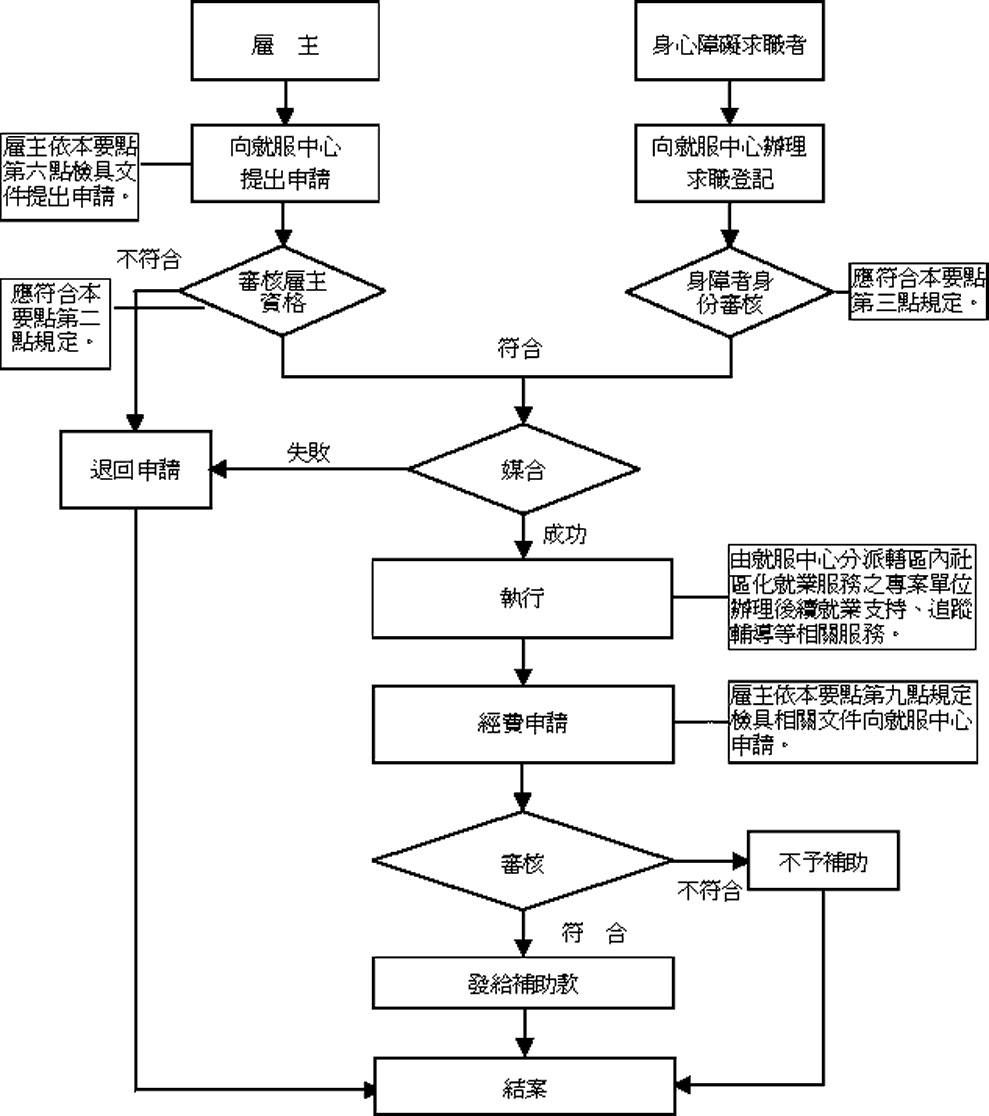 雇　主
身心障礙求職者
雇主依本要點
第六點檢具文
件提出申請。
向就服中心
提出申請
向就服中心辦理
求職登記
不符合
審核雇主
資格
應符合本
要點第二
點規定。
身障者身
份審核
應符合本要點
第三點規定。
符合
退回申請
失敗
媒合
成功
執行
由就服中心分派轄區內社
區化就業服務之專案單位
辦理後續就業支持、追蹤
輔導等相關服務。
經費申請
雇主依本要點第九點規定
檢具相關文件向就服中心
申請。
審核
不予補助
不符合
符　合
發給補助款
結案